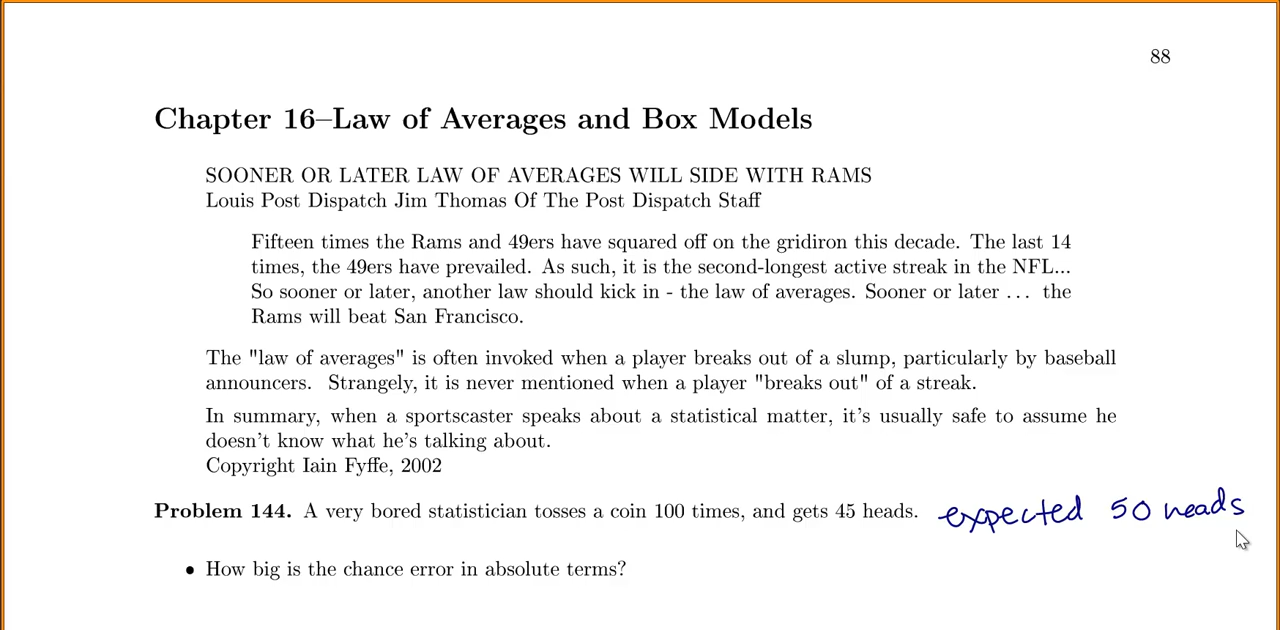 88
Chapter 16–Law of Averages and Box Models
SOONER OR LATER LAW OF AVERAGES WILL SIDE WITH RAMS
Louis Post Dispatch Jim Thomas Of The Post Dispatch Staff
Fifteen times the Rams and 49ers have squared off on the gridiron this decade. The last 14
times, the 49ers have prevailed. As such, it is the second-longest active streak in the NFL...
So sooner or later, another law should kick in - the law of averages. Sooner or later ... the
Rams will beat San Francisco.
The "law of averages" is often invoked when a player breaks out of a slump, particularly by baseball
announcers. Strangely, it is never mentioned when a player "breaks out" of a streak.
In summary, when a sportscaster speaks about a statistical matter, it's usually safe to assume he
doesn't know what he's talking about.
Copyright Iain Fyffe, 2002
Problem 144. A very bored statistician tosses a coin 100 times, and gets 45 heads. expected 50 heads
• How big is the chance error in absolute terms?